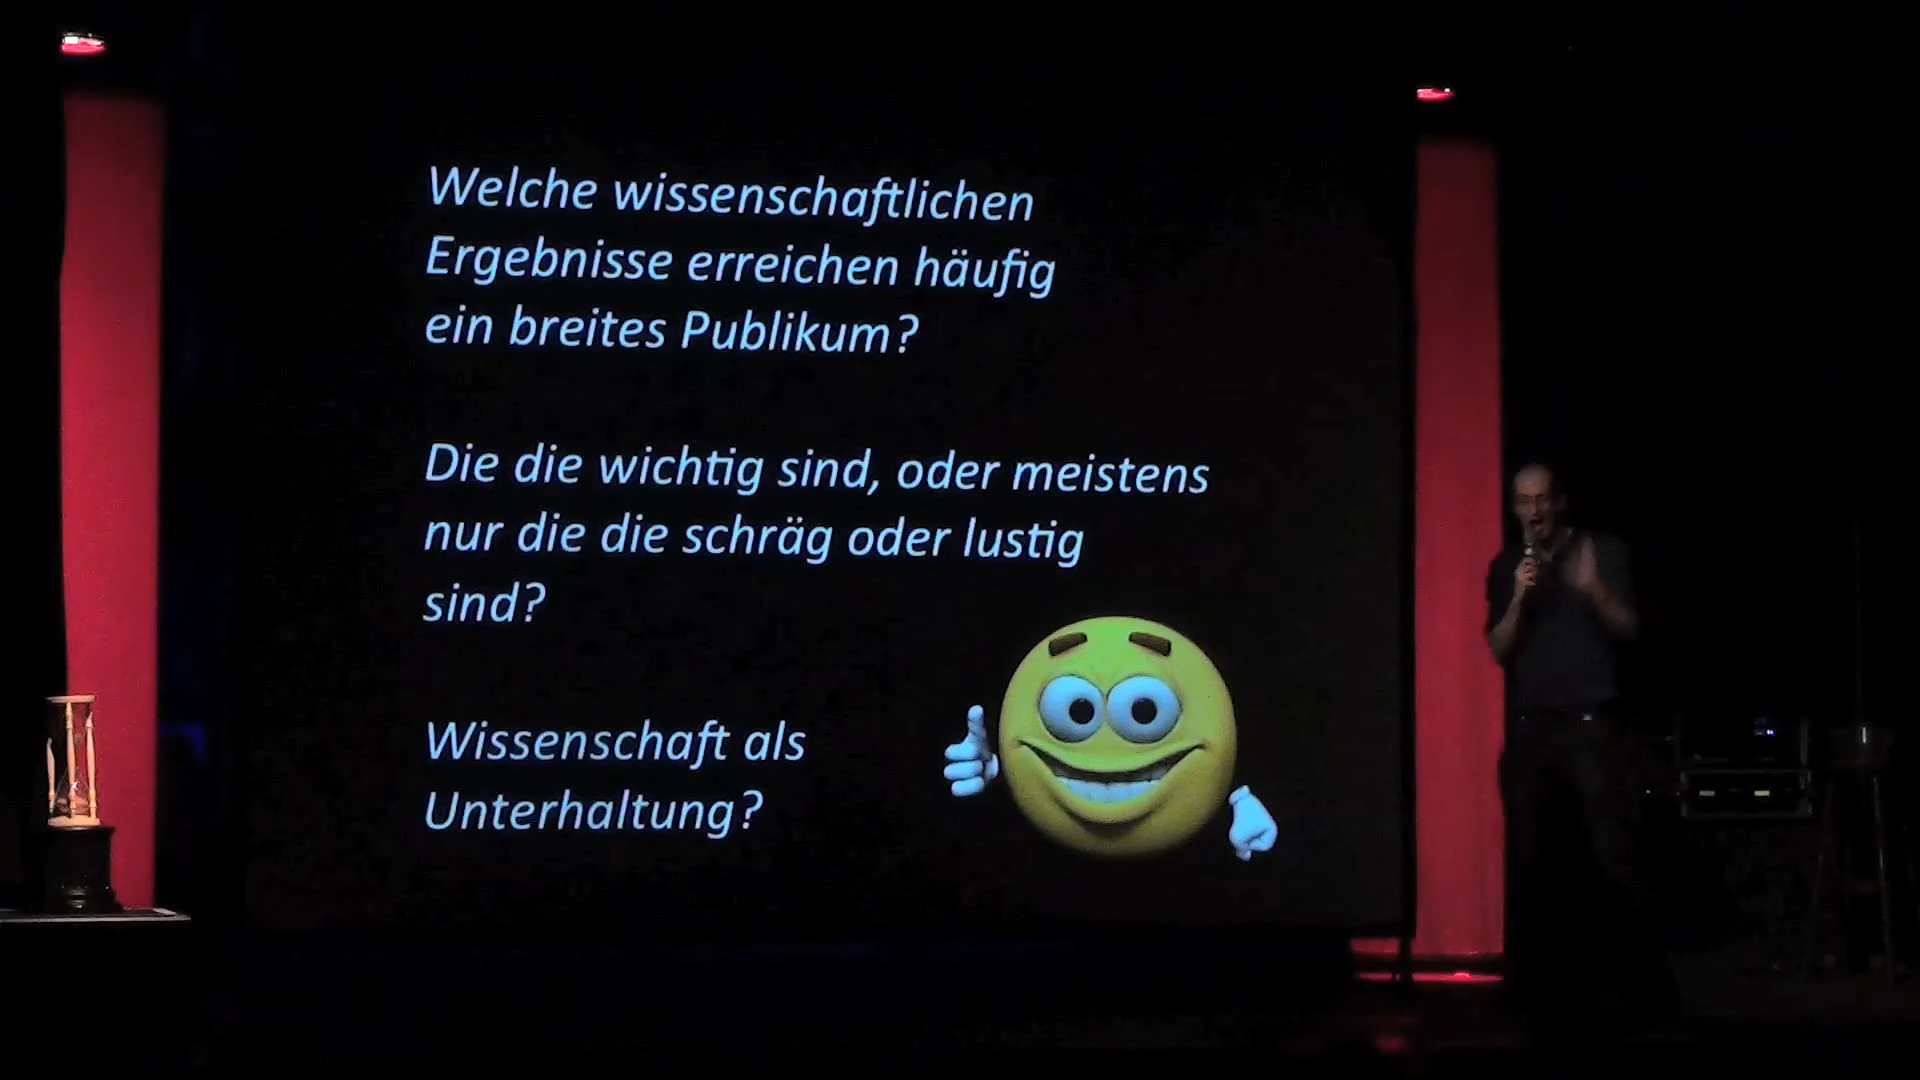 Welche wissenschaftlichen
Ergebnisse erreichen häufig
ein breites Publikum?
Die die wichtig sind, oder meistens
nur die die schräg oder lustig
sind?
Wissenschaft als
Unterhaltung?